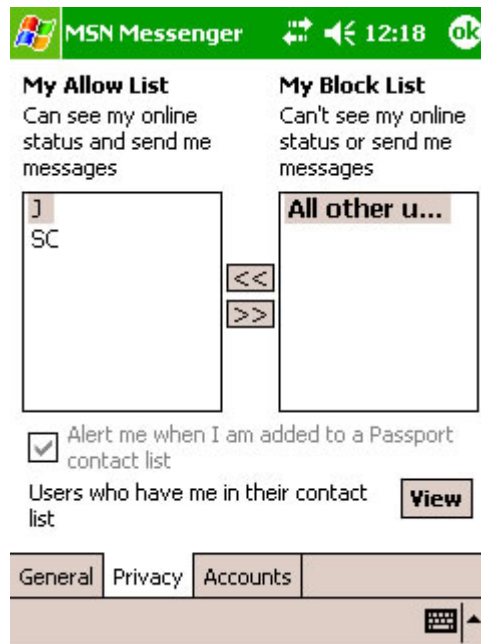 MSN Messenger 12:18 ok
My Allow List
Can see my online
status and send me
messages
My Block List
Can't see my online
status or send me
messages
J
SC
<<
>>
All other u...
Alert me when I am added to a Passport
contact list
Users who have me in their contact
list
View
General Privacy Accounts